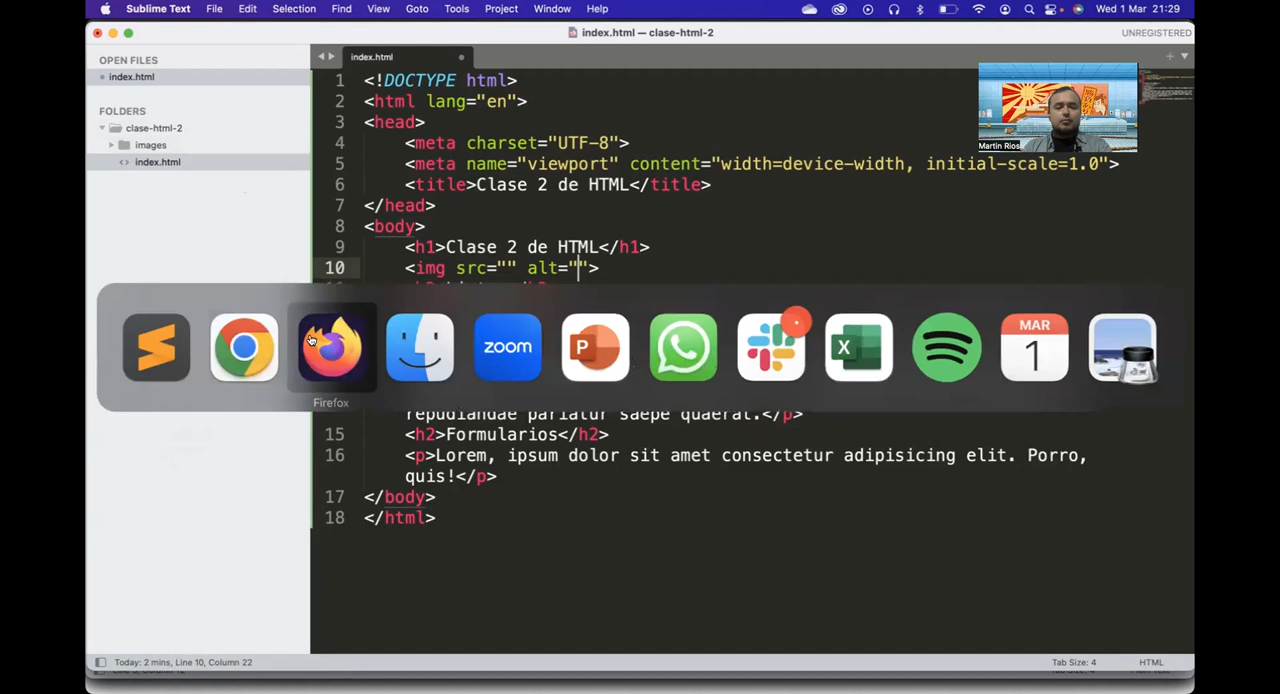 Sublime Text File Edit Selection Find View Goto Tools Project Window Help Wed 1 Mar 21:29
index.html — clase-html-2 UNREGISTERED
OPEN FILES
index.html
FOLDERS
clase-html-2
images
<> index.html
index.html
1 <!DOCTYPE html>
2 <html lang="en">
3 <head>
4 <meta charset="UTF-8">
5 <meta name="viewport" content="width=device-width, initial-scale=1.0">
6 <title>Clase 2 de HTML</title>
7 </head>
8 <body>
9 <h1>Clase 2 de HTML</h1>
10 <img src="" alt="">
Martin Rios
zoom
P
X
MAR
1
Firefox
repudiandae pariatur saepe quaerat.</p>
15 <h2>Formularios</h2>
16 <p>Lorem, ipsum dolor sit amet consectetur adipisicing elit. Porro,
quis!</p>
17 </body>
18 </html>
Today: 2 mins, Line 10, Column 22 Tab Size: 4 HTML